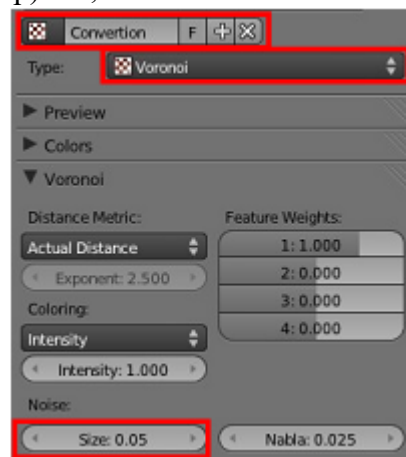 Convertion F
Type: Voronoi
Preview
Colors
Voronoi
Distance Metric: Feature Weights:
Actual Distance 1: 1.000
Exponent: 2.500 2: 0.000
Coloring: 3: 0.000
Intensity 4: 0.000
Intensity: 1.000
Noise:
Size: 0.05 Nabla: 0.025